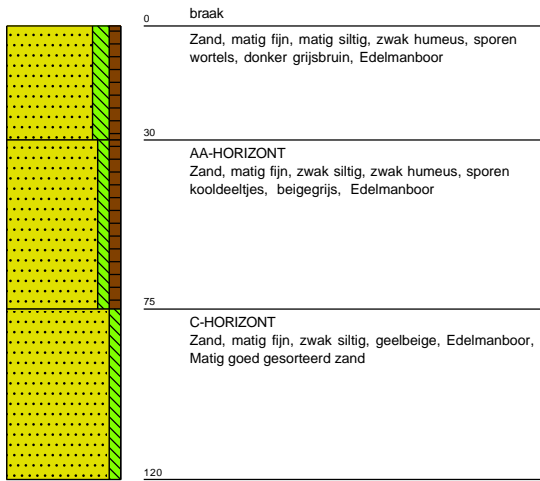 0
braak
Zand, matig fijn, matig siltig, zwak humeus, sporen
wortels, donker grijsbruin, Edelmanboor
30
AA-HORIZONT
Zand, matig fijn, zwak siltig, zwak humeus, sporen
kooldeeltjes, beigegrijs, Edelmanboor
75
C-HORIZONT
Zand, matig fijn, zwak siltig, geelbeige, Edelmanboor,
Matig goed gesorteerd zand
120